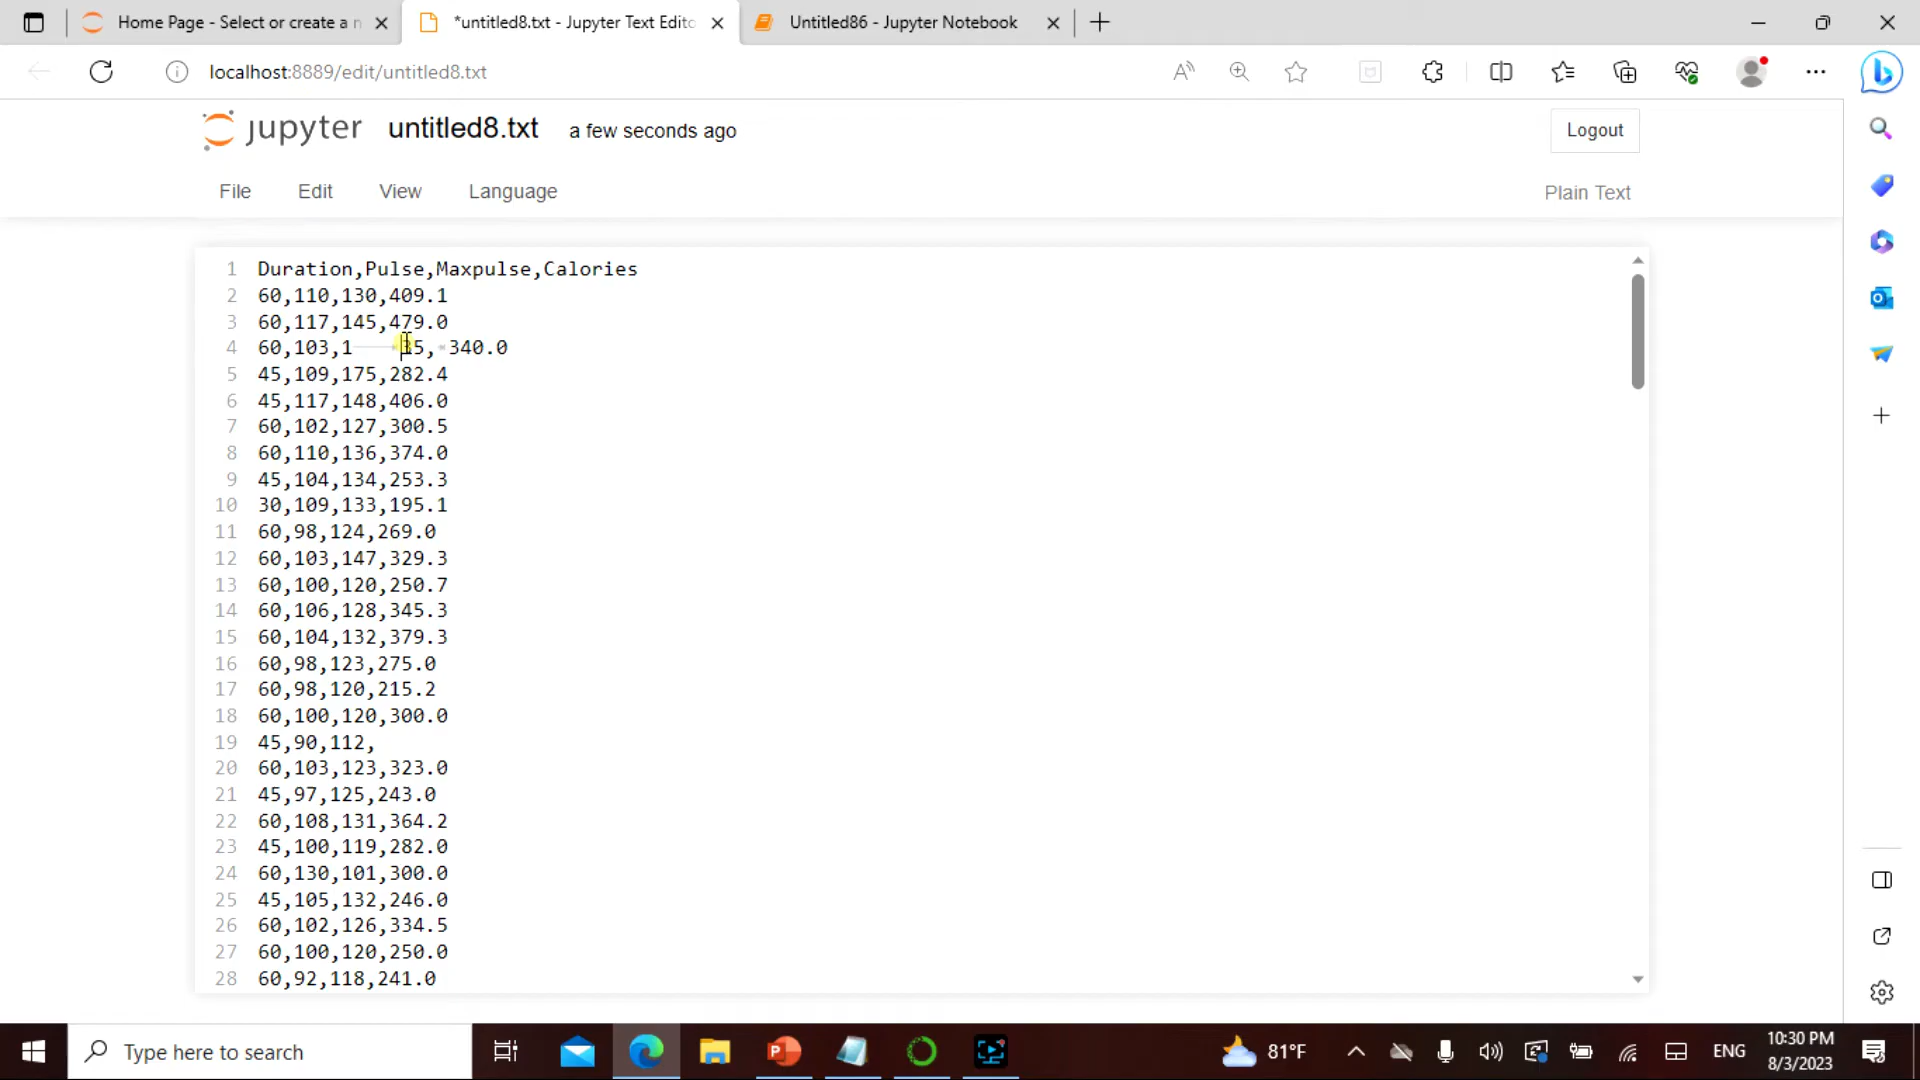 Home Page - Select or create a n
*untitled8.txt - Jupyter Text Edito
Untitled86 - Jupyter Notebook
localhost:8889/edit/untitled8.txt
jupyter untitled8.txt a few seconds ago
Logout
File Edit View Language
Plain Text
1 Duration,Pulse,Maxpulse,Calories
2 60,110,130,409.1
3 60,117,145,479.0
4 60,103,1 35, 340.0
5 45,109,175,282.4
6 45,117,148,406.0
7 60,102,127,300.5
8 60,110,136,374.0
9 45,104,134,253.3
10 30,109,133,195.1
11 60,98,124,269.0
12 60,103,147,329.3
13 60,100,120,250.7
14 60,106,128,345.3
15 60,104,132,379.3
16 60,98,123,275.0
17 60,98,120,215.2
18 60,100,120,300.0
19 45,90,112,
20 60,103,123,323.0
21 45,97,125,243.0
22 60,108,131,364.2
23 45,100,119,282.0
24 60,130,101,300.0
25 45,105,132,246.0
26 60,102,126,334.5
27 60,100,120,250.0
28 60,92,118,241.0
Type here to search
81°F
ENG
10:30 PM
8/3/2023